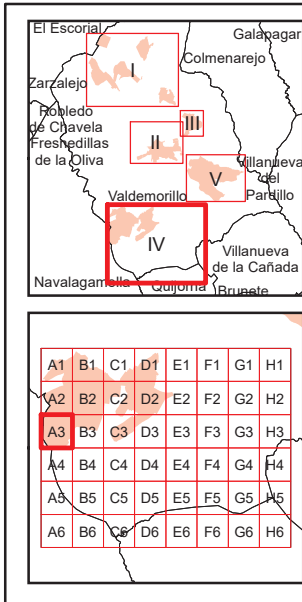 El Escorial
Galapagar
I
Colmenarejo
Zarzalejo
III
Robledo
de Chavela
Fresnedillas
de la Oliva
II
V
Villanueva
del
Pardillo
Valdemorillo
IV
Villanueva
de la Cañada
Navalagamella
Quijorna
Brunete
A1 B1 C1 D1 E1 F1 G1 H1
A2 B2 C2 D2 E2 F2 G2 H2
A3 B3 C3 D3 E3 F3 G3 H3
A4 B4 C4 D4 E4 F4 G4 H4
A5 B5 C5 D5 E5 F5 G5 H5
A6 B6 C6 D6 E6 F6 G6 H6